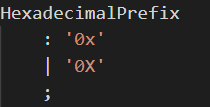 HexadecimalPrefix
    : '0x'
    | '0X'
    ;